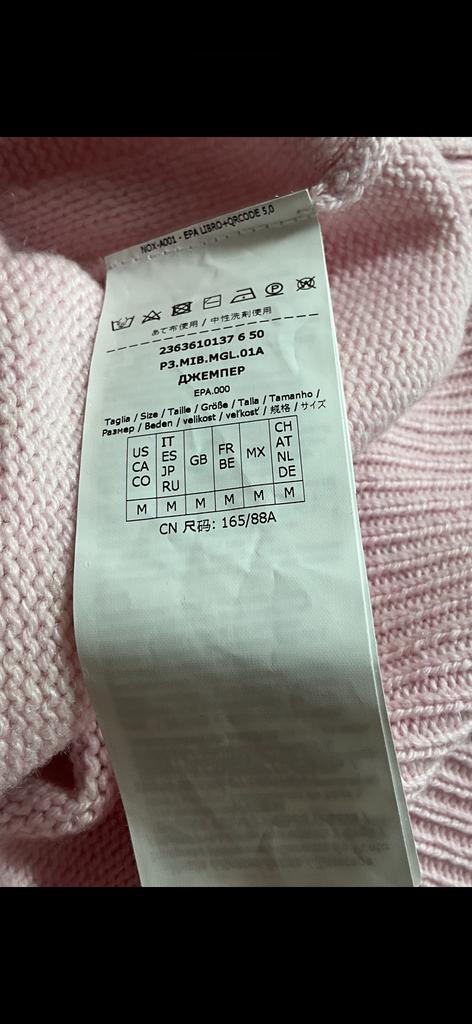 NOX-A001 - EPA LIBRO+QRCODE 5,0
あて布使用 / 中性洗剤使用
2363610137 6 50
P3.MIB.MGL.01A
ДЖЕМПЕР
EPA.000
Taglia / Size / Taille / Größe / Talla / Tamanho /
Размер / Beden / velikost / veľkosť / 规格 / サイズ
US CA CO
IT ES JP RU
GB
FR BE
MX
CH AT NL DE
M M M M M M
CN 尺码: 165/88A